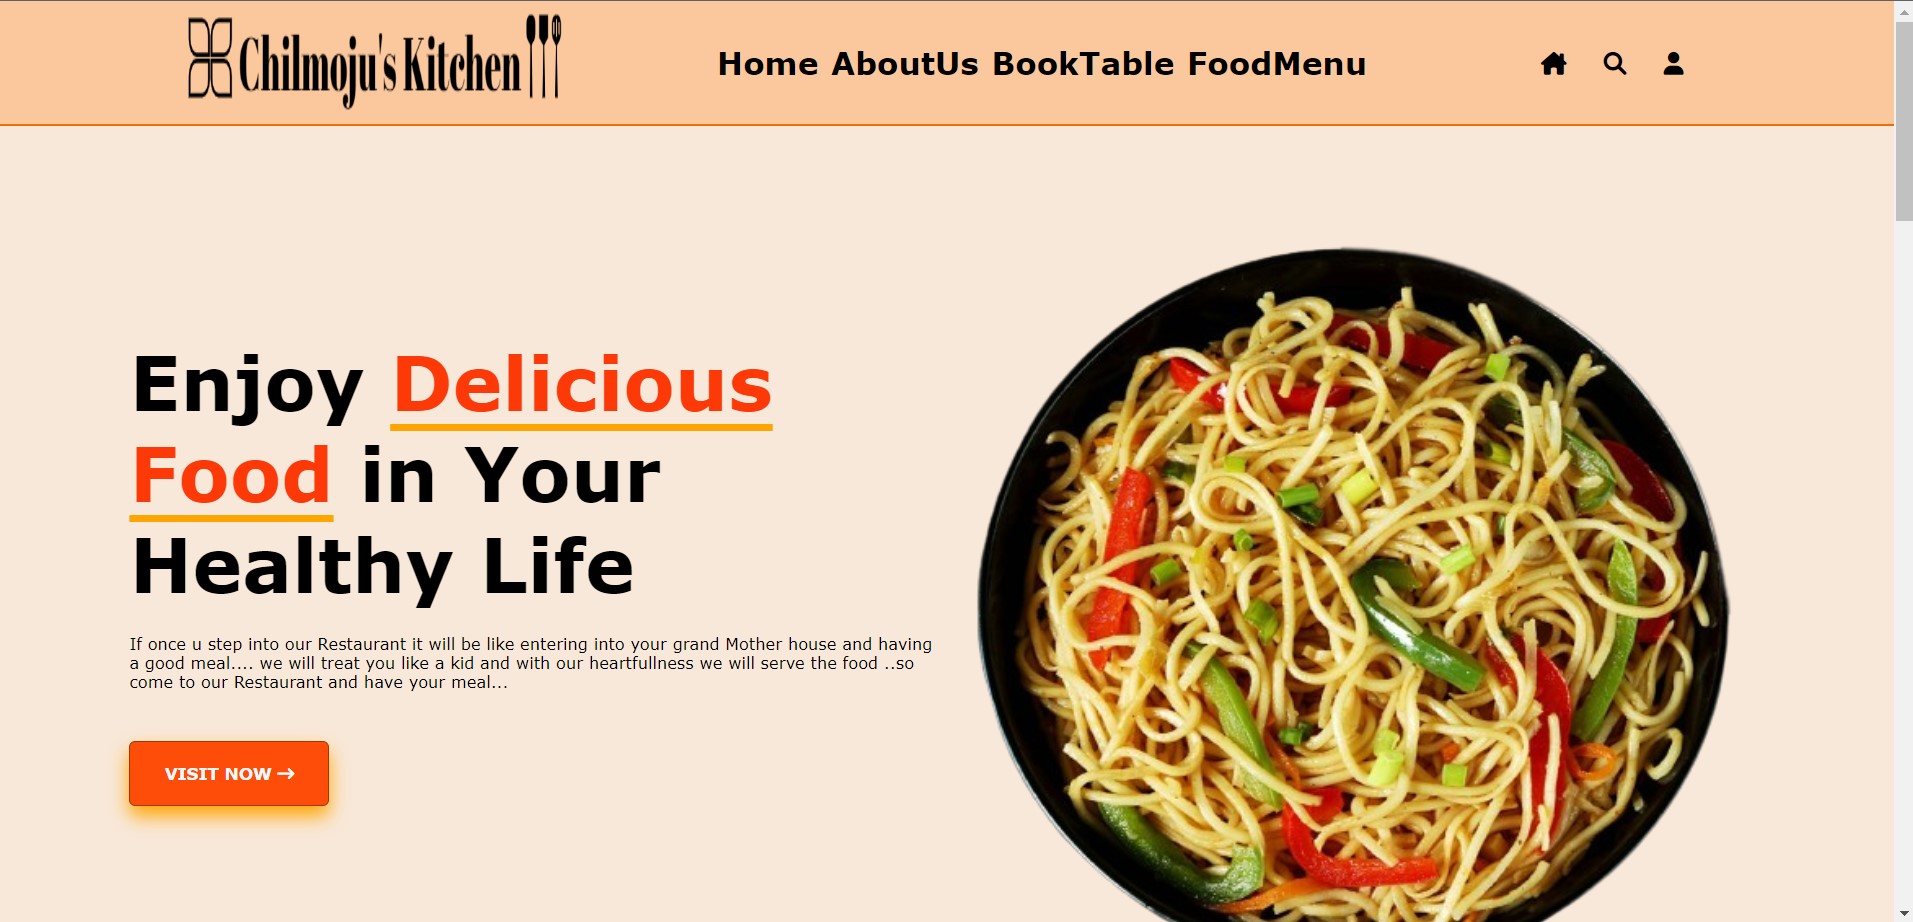 Chilmoju's Kitchen
Home AboutUs BookTable FoodMenu
Enjoy Delicious
Food in Your
Healthy Life
If once u step into our Restaurant it will be like entering into your grand Mother house and having
a good meal.... we will treat you like a kid and with our heartfullness we will serve the food ..so
come to our Restaurant and have your meal...
VISIT NOW →